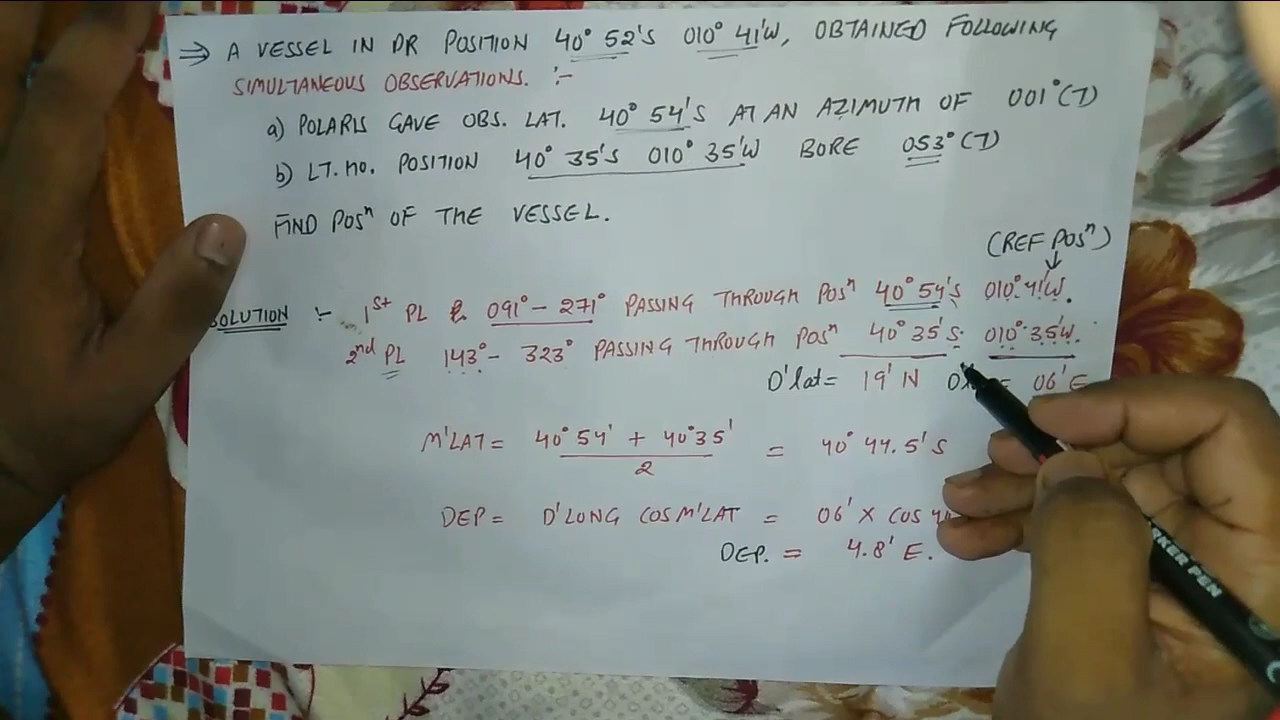 ⇒ A VESSEL IN DR POSITION 40° 52'S 010° 41'W, OBTAINED FOLLOWING
SIMULTANEOUS OBSERVATIONS. :-
a) POLARIS GAVE OBS. LAT. 40° 54'S AT AN AZIMUTH OF 001°(T)
b) LT. HO. POSITION 40° 35'S 010° 35'W BORE 053°(T)
FIND POSⁿ OF THE VESSEL.
(REF POSⁿ)
SOLUTION :- 1st PL & 091° - 271° PASSING THROUGH POSⁿ 40° 54'S 010° 41'W.
2nd PL 143° - 323° PASSING THROUGH POSⁿ 40° 35'S 010° 35'W.
D'lat = 19' N = 06' E
M'LAT = 40° 54' + 40° 35' / 2 = 40° 44.5' S
DEP = D'LONG COS M'LAT = 06' X COS
DEP. = 4.8' E.
KER PEN